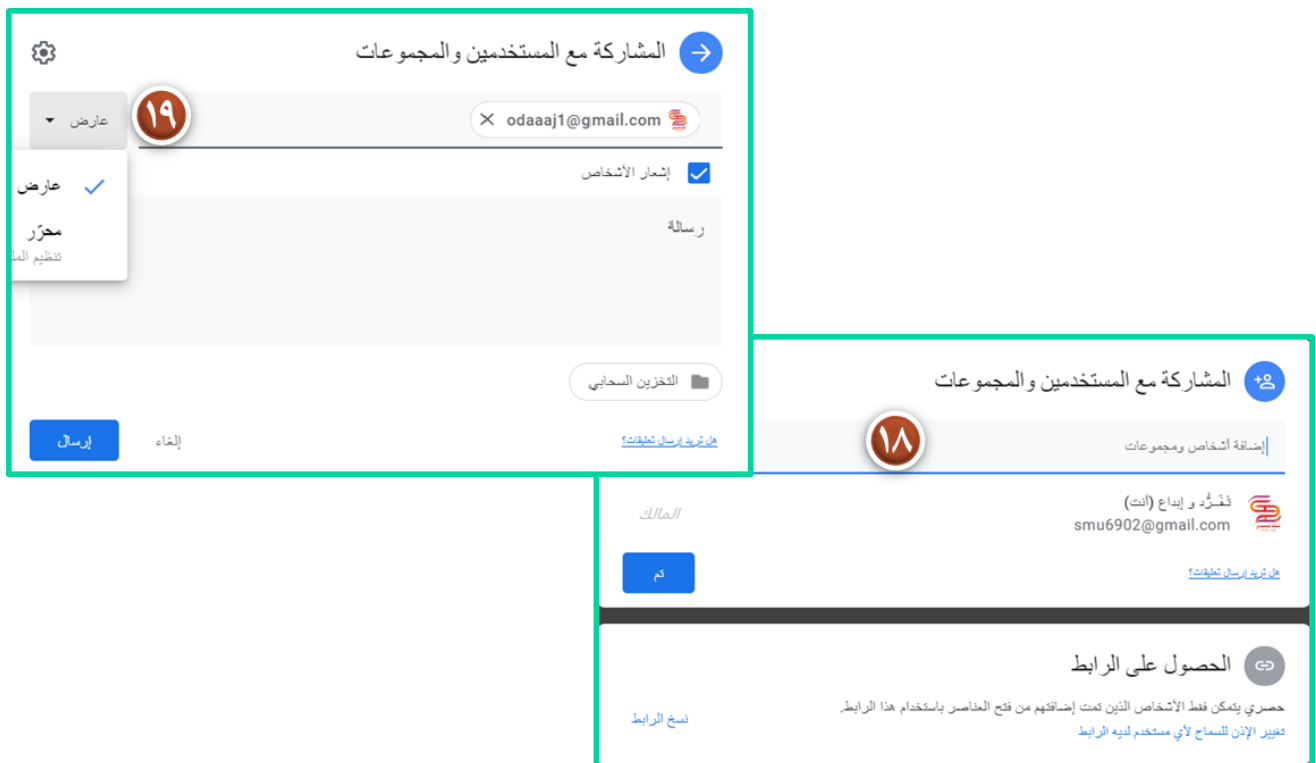 المشاركة مع المستخدمين والمجموعات
odaaaj1@gmail.com
١٩
عارض
إشعار الأشخاص
عارض
رسالة
محرّر
تنظيم
التخزين السحابي
هل تريد إرسال تعليقات؟
إلغاء
إرسال
المشاركة مع المستخدمين والمجموعات
إضافة أشخاص ومجموعات
١٨
تَفَرُّد و إبداع (أنت)
المالك
smu6902@gmail.com
هل تريد إرسال تعليقات؟
تم
الحصول على الرابط
حصري يتمكن فقط الأشخاص الذين تمت إضافتهم من فتح العناصر باستخدام هذا الرابط.
نسخ الرابط
تغيير الإذن للسماح لأي مستخدم لديه الرابط